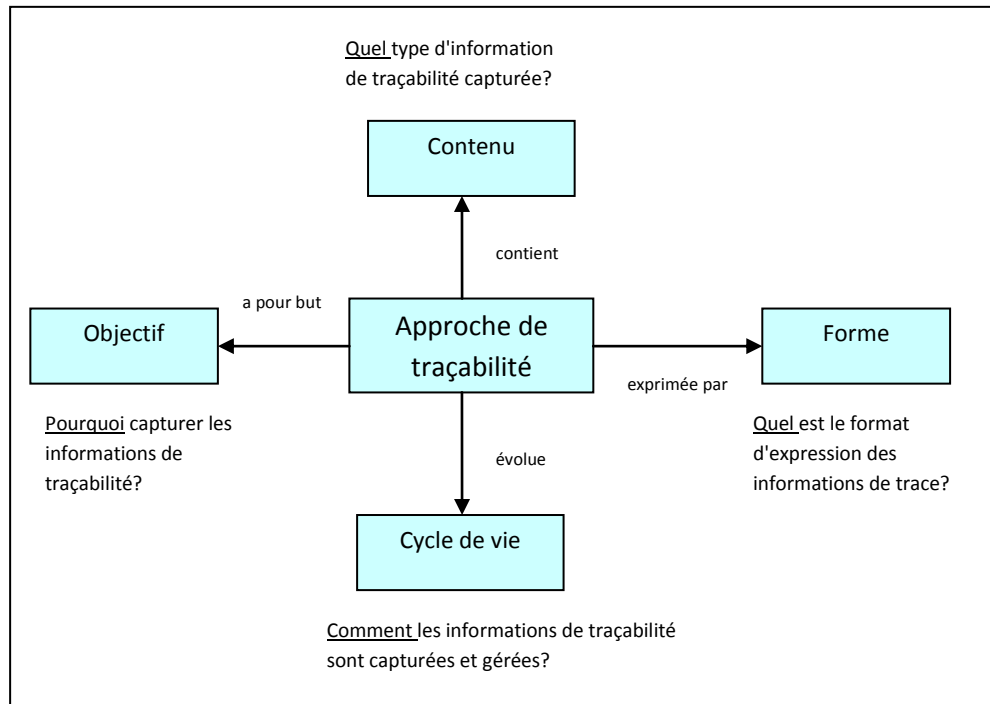 Quel type d'information
de traçabilité capturée?
Contenu
contient
a pour but
Objectif
Approche de
traçabilité
Forme
exprimée par
Pourquoi capturer les
informations de
traçabilité?
Quel est le format
d'expression des
informations de trace?
évolue
Cycle de vie
Comment les informations de traçabilité
sont capturées et gérées?